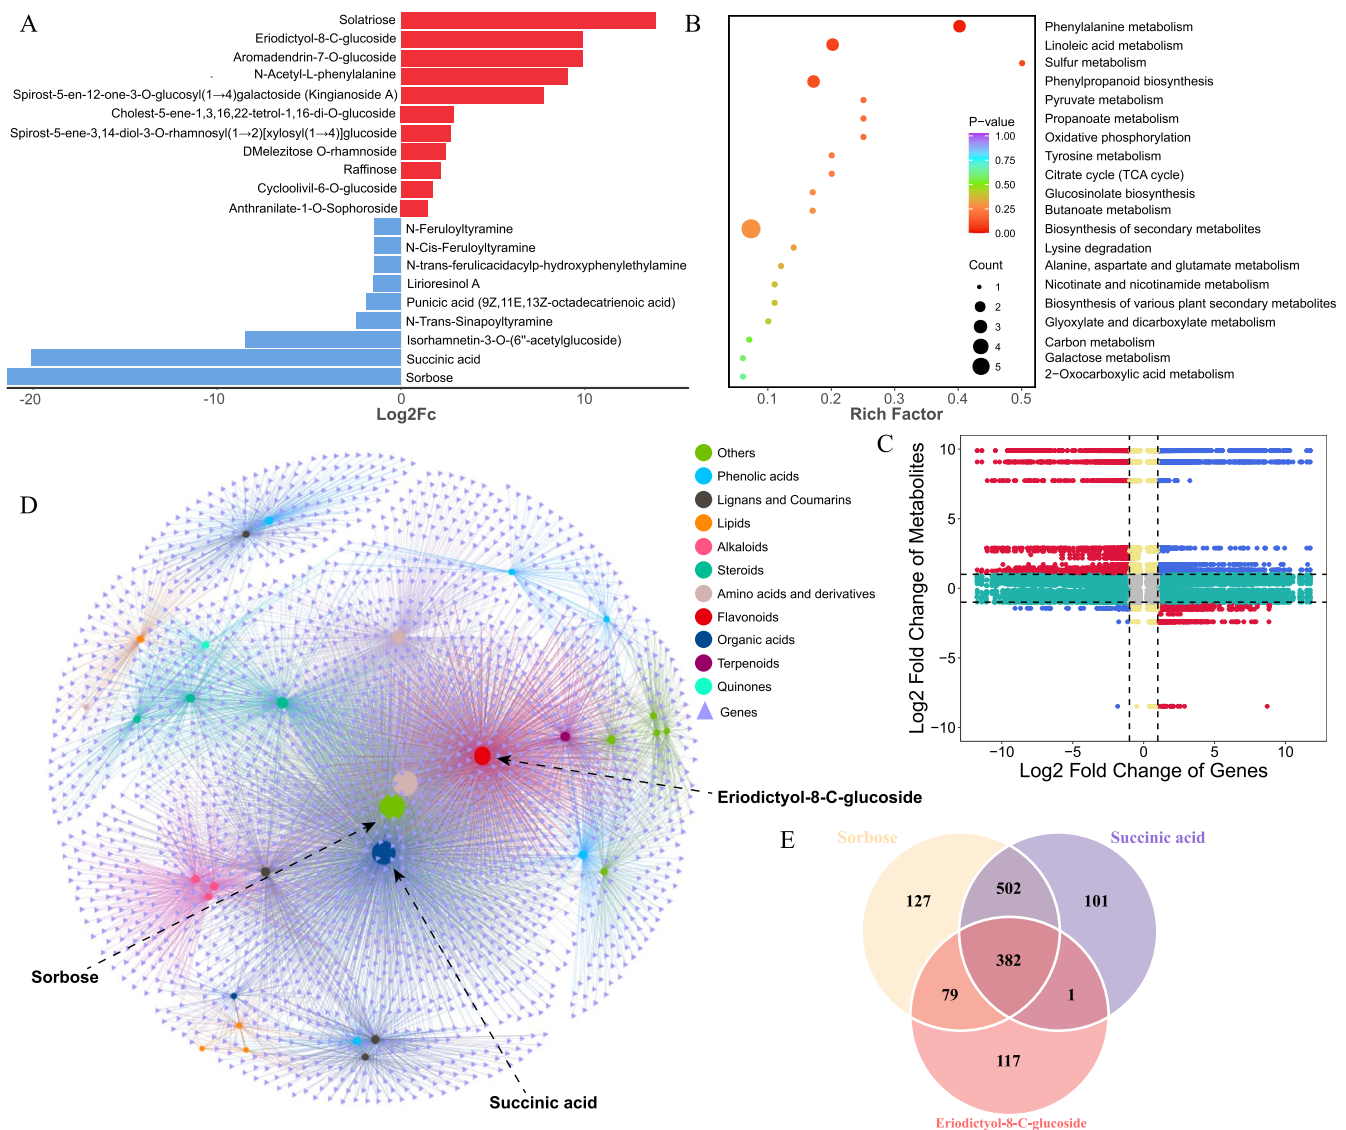 A
Solatriose
Eriodictyol-8-C-glucoside
Aromadendrin-7-O-glucoside
N-Acetyl-L-phenylalanine
Spirost-5-en-12-one-3-O-glucosyl(1→4)galactoside (Kingianoside A)
Cholest-5-ene-1,3,16,22-tetrol-1,16-di-O-glucoside
Spirost-5-ene-3,14-diol-3-O-rhamnosyl(1→2)[xylosyl(1→4)]glucoside
DMelezitose O-rhamnoside
Raffinose
Cycloolivil-6-O-glucoside
Anthranilate-1-O-Sophoroside
N-Feruloyltyramine
N-Cis-Feruloyltyramine
N-trans-ferulicacidacylp-hydroxyphenylethylamine
Lirioresinol A
Punicic acid (9Z,11E,13Z-octadecatrienoic acid)
N-Trans-Sinapoyltyramine
Isorhamnetin-3-O-(6''-acetylglucoside)
Succinic acid
Sorbose
-20 -10 0 10
Log2Fc
B
Phenylalanine metabolism
Linoleic acid metabolism
Sulfur metabolism
Phenylpropanoid biosynthesis
Pyruvate metabolism
Propanoate metabolism
Oxidative phosphorylation
Tyrosine metabolism
Citrate cycle (TCA cycle)
Glucosinolate biosynthesis
Butanoate metabolism
Biosynthesis of secondary metabolites
Lysine degradation
Alanine, aspartate and glutamate metabolism
Nicotinate and nicotinamide metabolism
Biosynthesis of various plant secondary metabolites
Glyoxylate and dicarboxylate metabolism
Carbon metabolism
Galactose metabolism
2−Oxocarboxylic acid metabolism
P−value
1.00
0.75
0.50
0.25
0.00
Count
1
2
3
4
5
0.1 0.2 0.3 0.4 0.5
Rich Factor
C
Log2 Fold Change of Metabolites
10
5
0
−5
−10
−10 −5 0 5 10
Log2 Fold Change of Genes
D
Others
Phenolic acids
Lignans and Coumarins
Lipids
Alkaloids
Steroids
Amino acids and derivatives
Flavonoids
Organic acids
Terpenoids
Quinones
Genes
Eriodictyol-8-C-glucoside
Sorbose
Succinic acid
E
Sorbose
Succinic acid
127
502
101
382
79
1
117
Eriodictyol-8-C-glucoside